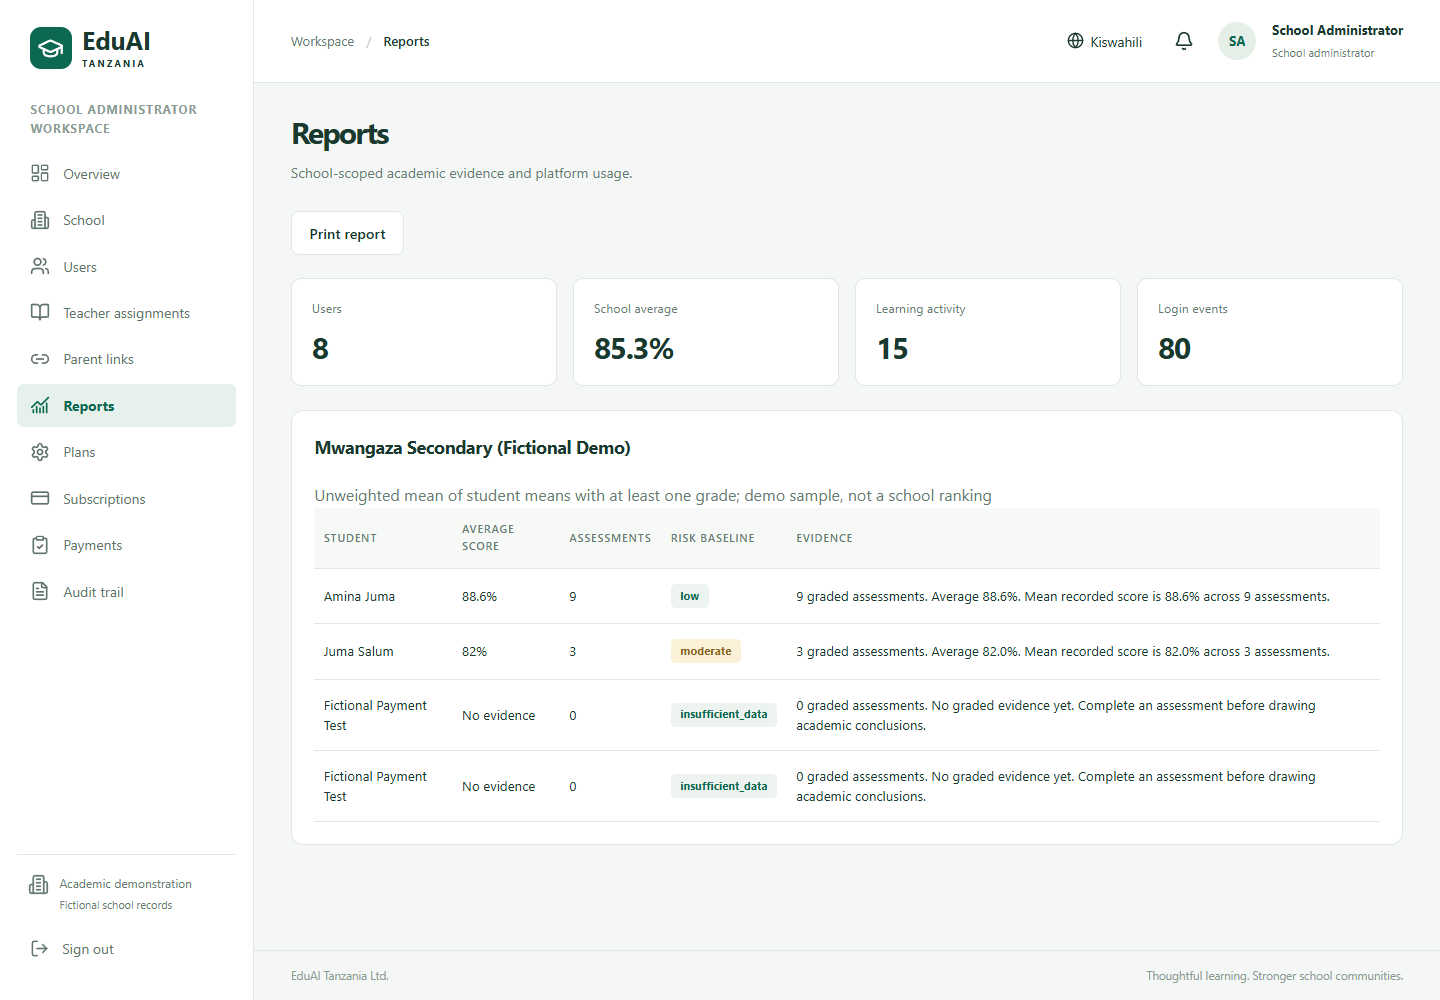 EduAI
TANZANIA
SCHOOL ADMINISTRATOR
WORKSPACE
Overview
School
Users
Teacher assignments
Parent links
Reports
Plans
Subscriptions
Payments
Audit trail
Academic demonstration
Fictional school records
Sign out
Workspace / Reports
Kiswahili
SA
School Administrator
School administrator
Reports
School-scoped academic evidence and platform usage.
Print report
Users
8
School average
85.3%
Learning activity
15
Login events
80
Mwangaza Secondary (Fictional Demo)
Unweighted mean of student means with at least one grade; demo sample, not a school ranking
STUDENT
AVERAGE
SCORE
ASSESSMENTS
RISK BASELINE
EVIDENCE
Amina Juma
88.6%
9
low
9 graded assessments. Average 88.6%. Mean recorded score is 88.6% across 9 assessments.
Juma Salum
82%
3
moderate
3 graded assessments. Average 82.0%. Mean recorded score is 82.0% across 3 assessments.
Fictional Payment
Test
No evidence
0
insufficient_data
0 graded assessments. No graded evidence yet. Complete an assessment before drawing
academic conclusions.
Fictional Payment
Test
No evidence
0
insufficient_data
0 graded assessments. No graded evidence yet. Complete an assessment before drawing
academic conclusions.
EduAI Tanzania Ltd.
Thoughtful learning. Stronger school communities.